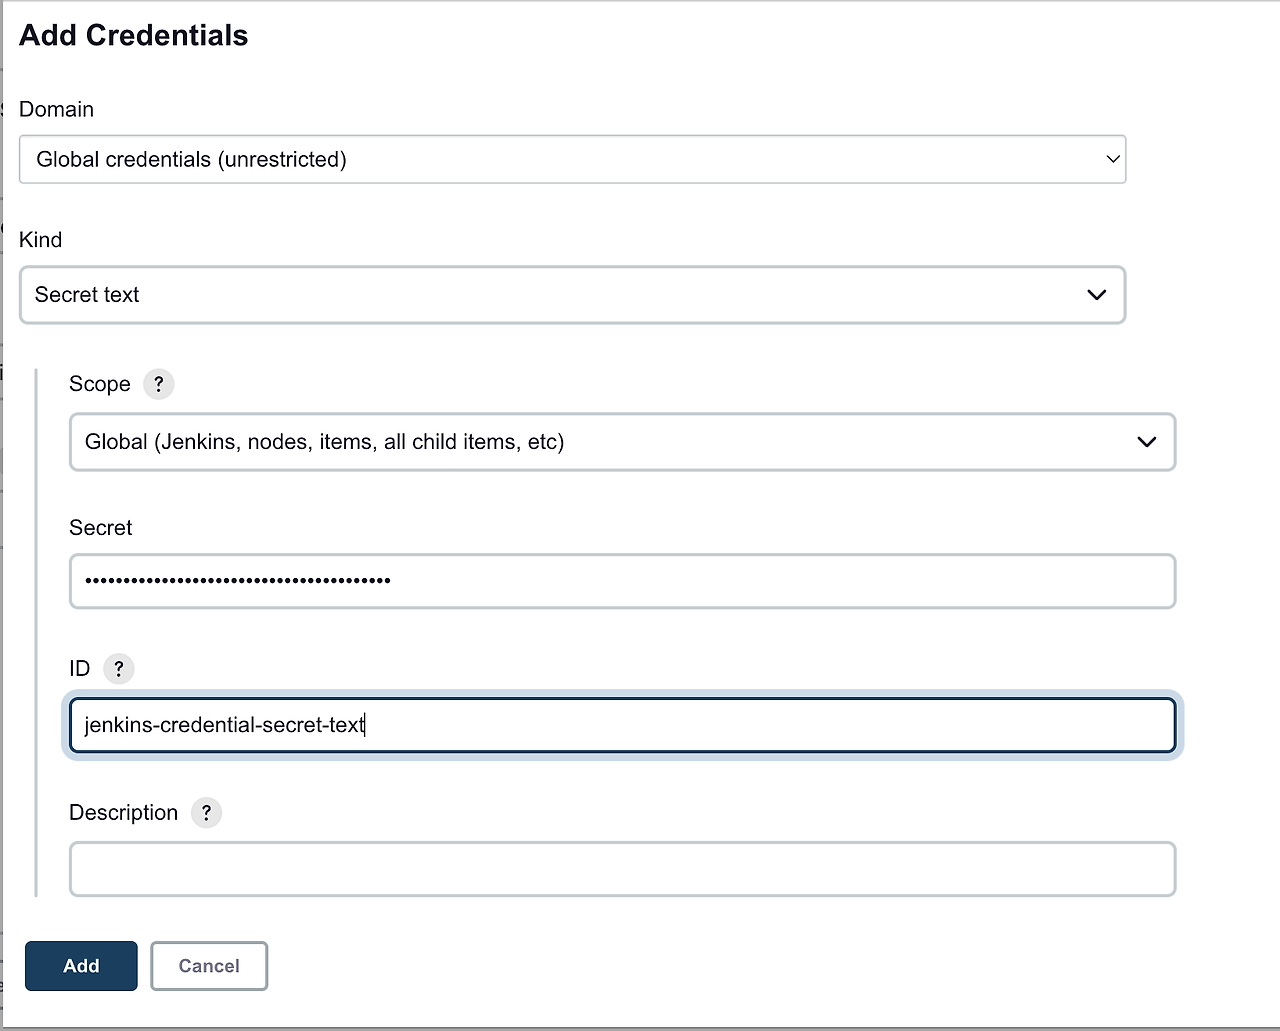 Add Credentials
Domain
Global credentials (unrestricted)
Kind
Secret text
Scope ?
Global (Jenkins, nodes, items, all child items, etc)
Secret
••••••••••••••••••••••••••••••••••••••••
ID ?
jenkins-credential-secret-text
Description ?
Add Cancel